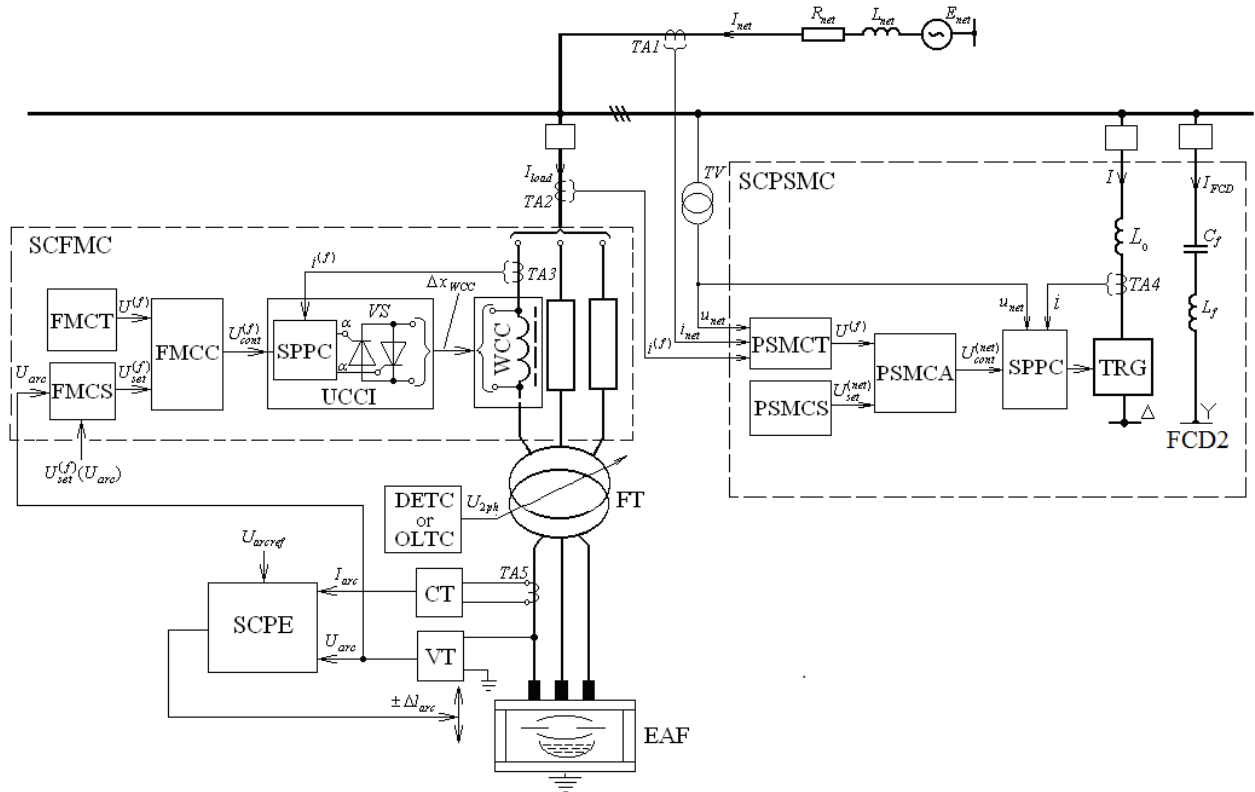 I_net
R_net
L_net
E_net
TA1
I_load
TA2
TV
SCPSMC
I
I_FCD
L_0
C_f
TA4
L_f
u_net
i
u_net
i_net
i^(f)
PSMCT
U^(f)
PSMCA
U_cont^(net)
SPPC
TRG
PSMCS
U_set^(net)
Δ
Y
FCD2
SCFMC
i^(f)
TA3
Δx_WCC
FMCT
U^(f)
FMCC
U_cont^(f)
SPPC
α
α
VS
UCCI
WCC
U_arc
FMCS
U_set^(f)
U_set^(f)(U_arc)
DETC
or
OLTC
U_2ph
FT
U_arcref
SCPE
I_arc
CT
TA5
U_arc
VT
± Δl_arc
EAF